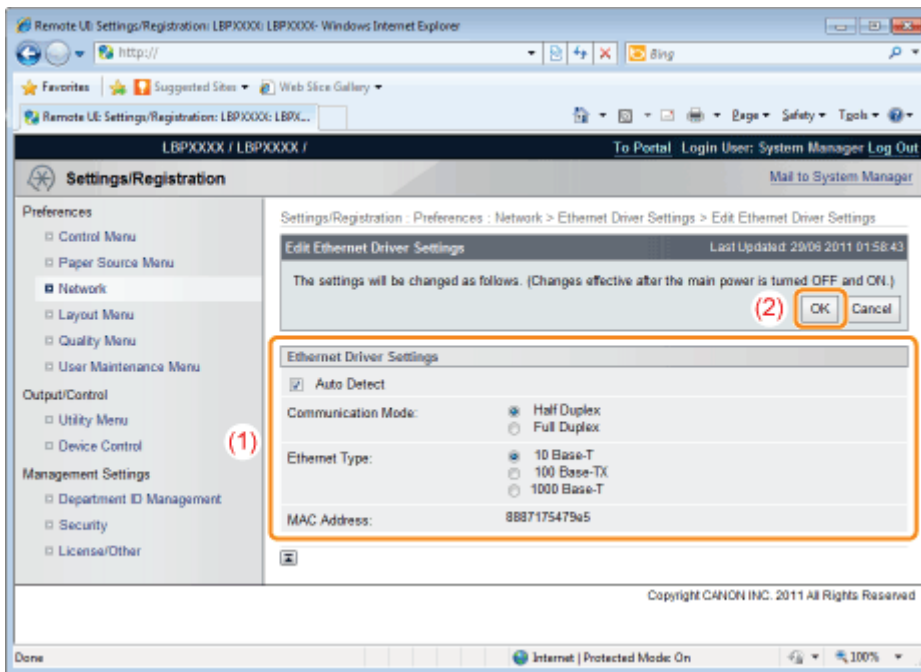 Remote UI: Settings/Registration: LBPXXXX: LBPXXXX- Windows Internet Explorer
http://
Bing
Favorites Suggested Sites Web Slice Gallery
Remote UI: Settings/Registration: LBPXXXX: LBPX...
Page Safety Tools
LBPXXXX / LBPXXXX /
To Portal Login User: System Manager Log Out
Settings/Registration
Mail to System Manager
Preferences
Control Menu
Paper Source Menu
Network
Layout Menu
Quality Menu
User Maintenance Menu
Output/Control
Utility Menu
Device Control
Management Settings
Department ID Management
Security
License/Other
Settings/Registration : Preferences : Network > Ethernet Driver Settings > Edit Ethernet Driver Settings
Edit Ethernet Driver Settings Last Updated: 29/06 2011 01:58:43
The settings will be changed as follows. (Changes effective after the main power is turned OFF and ON.)
(2) OK Cancel
(1)
Ethernet Driver Settings
Auto Detect
Communication Mode: Half Duplex
Full Duplex
Ethernet Type: 10 Base-T
100 Base-TX
1000 Base-T
MAC Address: 8887175479e5
Copyright CANON INC. 2011 All Rights Reserved
Done Internet | Protected Mode: On 100%